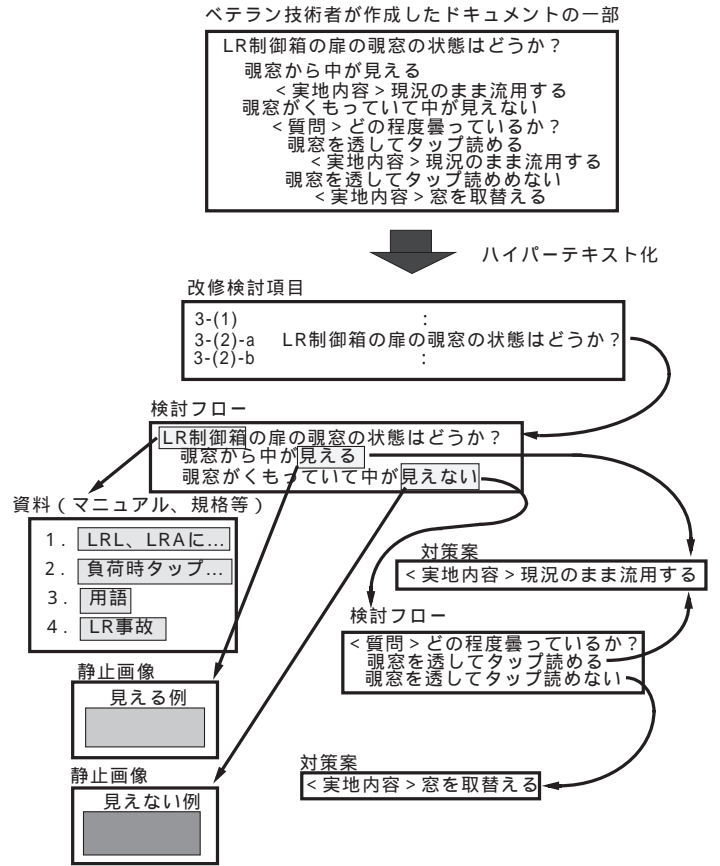 ベテラン技術者が作成したドキュメントの一部
LR制御箱の扉の覗窓の状態はどうか？
覗窓から中が見える
＜実地内容＞現況のまま流用する
覗窓がくもっていて中が見えない
＜質問＞どの程度曇っているか？
覗窓を透してタップ読める
＜実地内容＞現況のまま流用する
覗窓を透してタップ読めめない
＜実地内容＞窓を取替える
ハイパーテキスト化
改修検討項目
3-(1) :
3-(2)-a LR制御箱の扉の覗窓の状態はどうか？
3-(2)-b :
検討フロー
LR制御箱の扉の覗窓の状態はどうか？
覗窓から中が見える
覗窓がくもっていて中が見えない
資料（マニュアル、規格等）
1. LRL、LRAに...
2. 負荷時タップ...
3. 用語
4. LR事故
対策案
＜実地内容＞現況のまま流用する
検討フロー
＜質問＞どの程度曇っているか？
覗窓を透してタップ読める
覗窓を透してタップ読めない
静止画像
見える例
対策案
＜実地内容＞窓を取替える
静止画像
見えない例